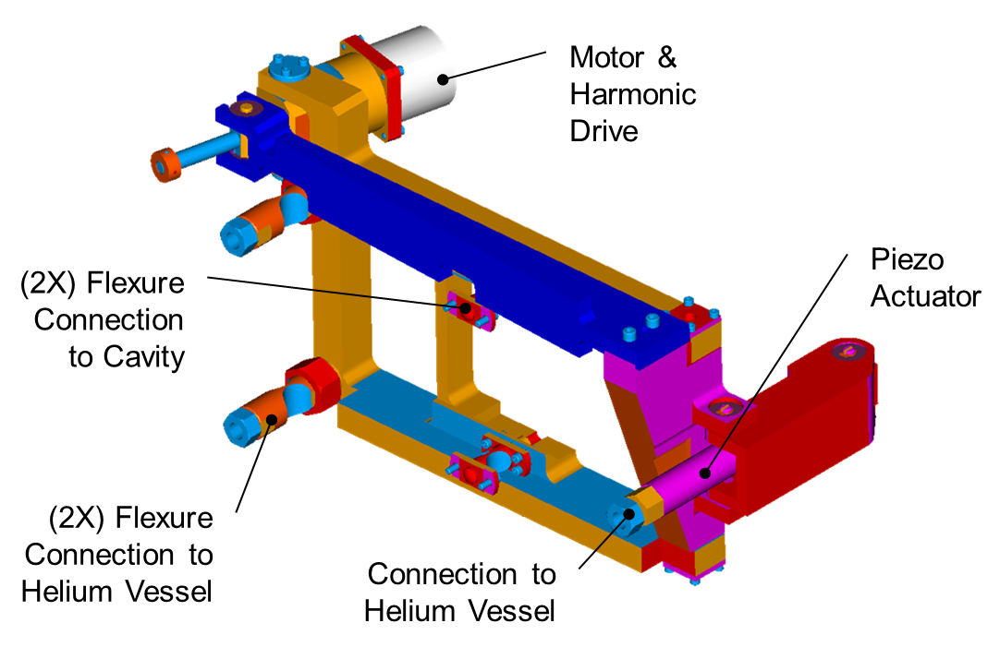 Motor &
Harmonic
Drive
Piezo
Actuator
(2X) Flexure
Connection
to Cavity
(2X) Flexure
Connection to
Helium Vessel
Connection to
Helium Vessel